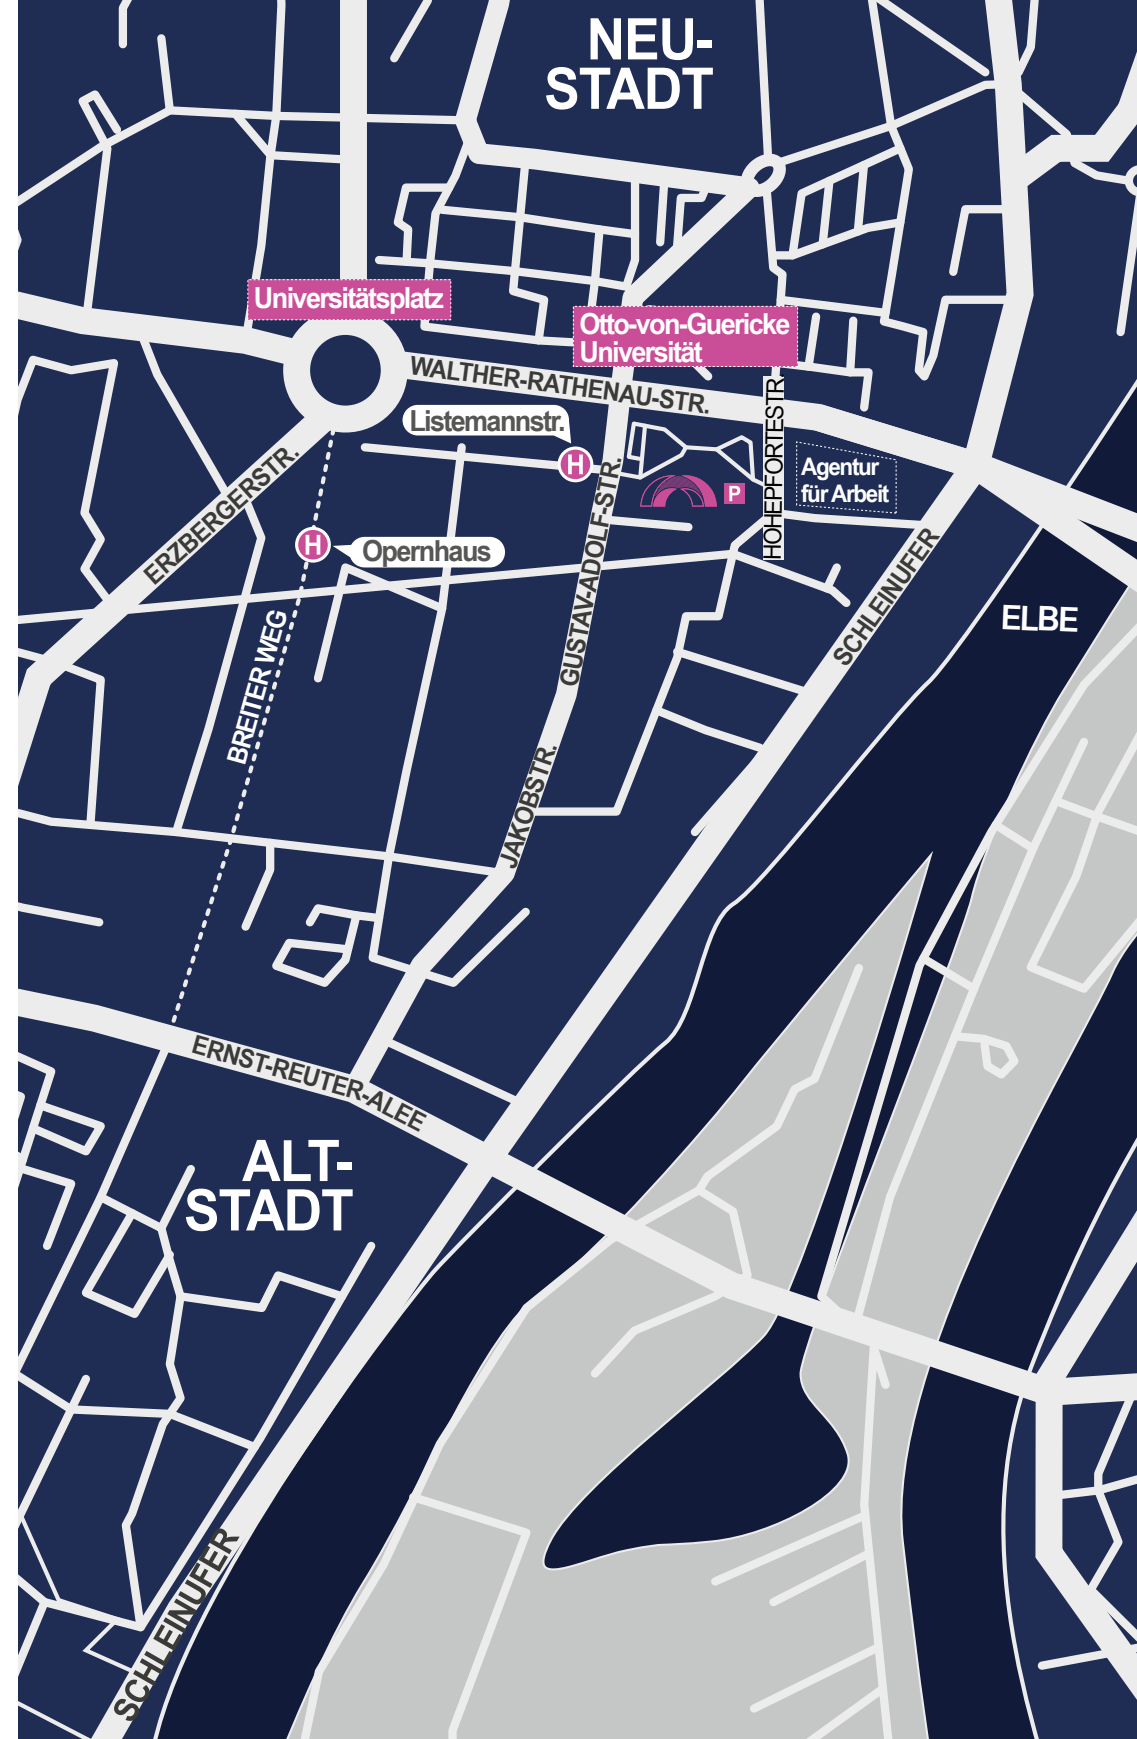 NEU-
STADT
Universitätsplatz
Otto-von-Guericke
Universität
WALTHER-RATHENAU-STR.
Listemannstr.
H
HOHEPFORTESTR.
Agentur
für Arbeit
P
ERZBERGERSTR.
H
Opernhaus
GUSTAV-ADOLF-STR.
SCHLEINUFER
ELBE
BREITER WEG
JAKOBSTR.
ERNST-REUTER-ALEE
ALT-
STADT
SCHLEINUFER